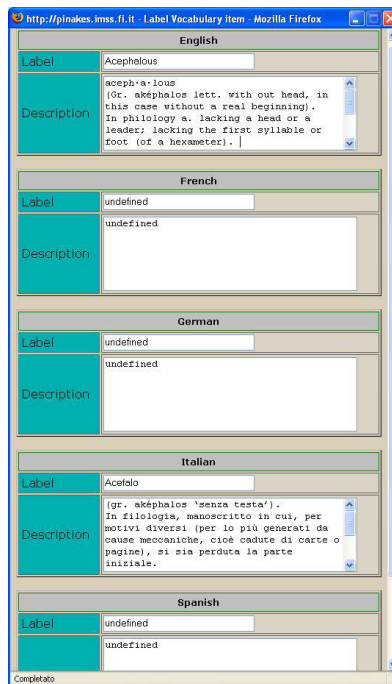 http://pinakes.imss.fi.it - Label Vocabulary item - Mozilla Firefox
English
Label Acephalous
Description
aceph·a·lous
(Gr. aképhalos lett. with out head, in
this case without a real beginning).
In philology a. lacking a head or a
leader; lacking the first syllable or
foot (of a hexameter).
French
Label undefined
Description
undefined
German
Label undefined
Description
undefined
Italian
Label Acefalo
Description
(gr. aképhalos ‘senza testa’).
In filologia, manoscritto in cui, per
motivi diversi (per lo più generati da
cause meccaniche, cioè cadute di carte o
pagine), si sia perduta la parte
iniziale.
Spanish
Label undefined
undefined
Completato